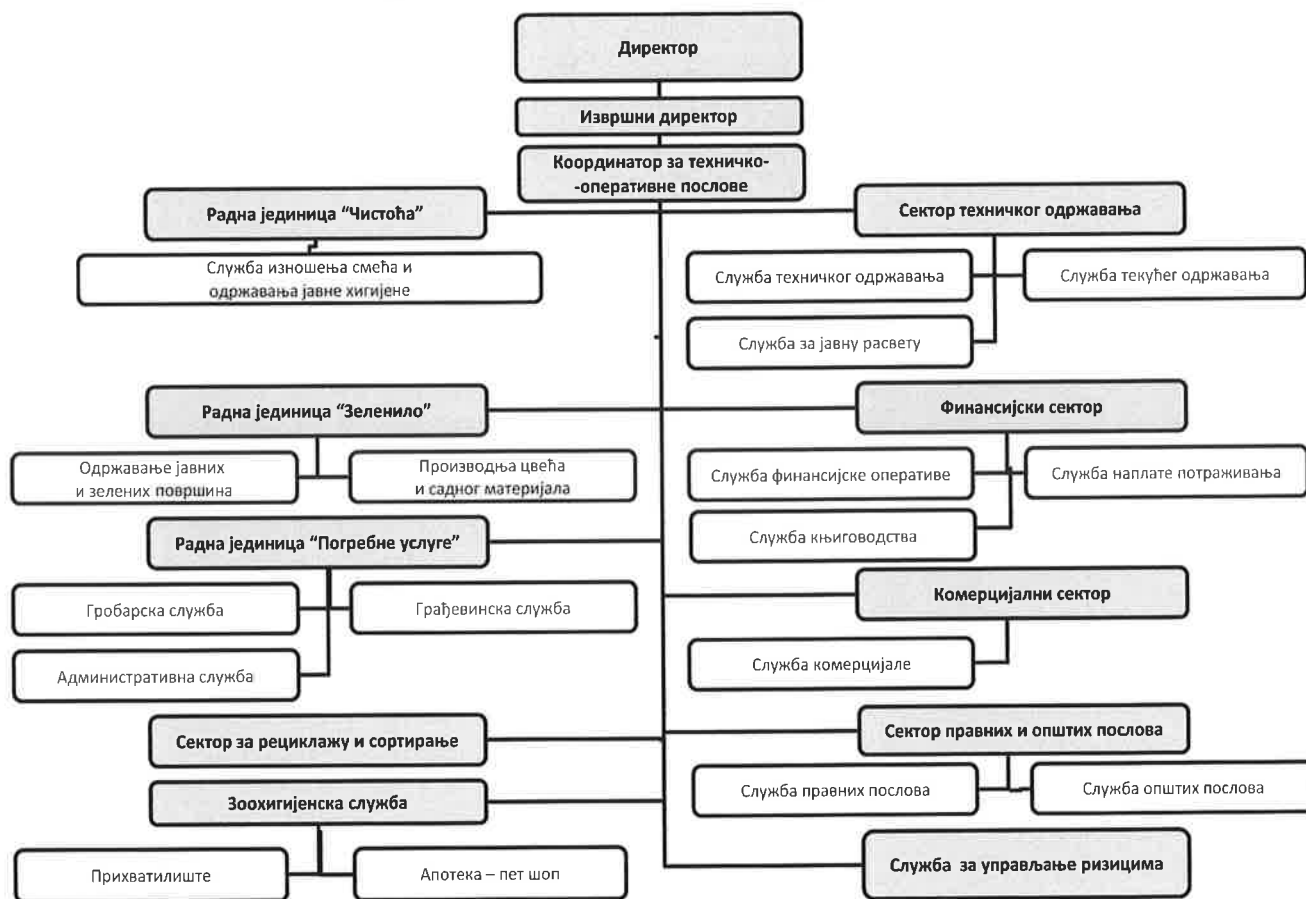 Директор
Извршни директор
Координатор за техничко-
-оперативне послове
Радна јединица “Чистоћа”
Сектор техничког одржавања
Служба изношења смећа и
одржавања јавне хигијене
Служба техничког одржавања
Служба текућег одржавања
Служба за јавну расвету
Радна јединица “Зеленило”
Финансијски сектор
Одржавање јавних
и зелених површина
Производња цвећа
и садног материјала
Служба финансијске оперативе
Служба наплате потраживања
Радна јединица “Погребне услуге”
Служба књиговодства
Гробарска служба
Грађевинска служба
Комерцијални сектор
Административна служба
Служба комерцијале
Сектор за рециклажу и сортирање
Сектор правних и општих послова
Зоохигијенска служба
Служба правних послова
Служба општих послова
Прихватилиште
Апотека – пет шоп
Служба за управљање ризицима